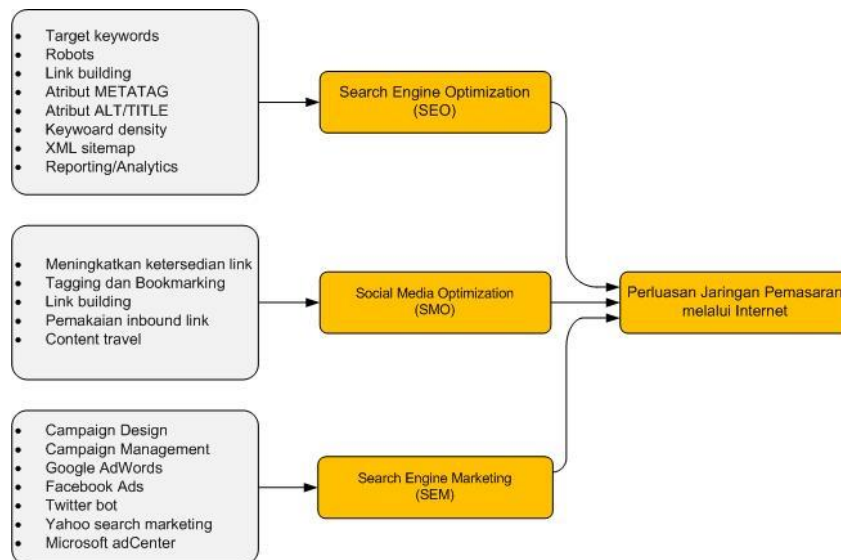 Target keywords
Robots
Link building
Atribut METATAG
Atribut ALT/TITLE
Keywoard density
XML sitemap
Reporting/Analytics
Search Engine Optimization
(SEO)
Meningkatkan ketersedian link
Tagging dan Bookmarking
Link building
Pemakaian inbound link
Content travel
Social Media Optimization
(SMO)
Perluasan Jaringan Pemasaran
melalui Internet
Campaign Design
Campaign Management
Google AdWords
Facebook Ads
Twitter bot
Yahoo search marketing
Microsoft adCenter
Search Engine Marketing
(SEM)